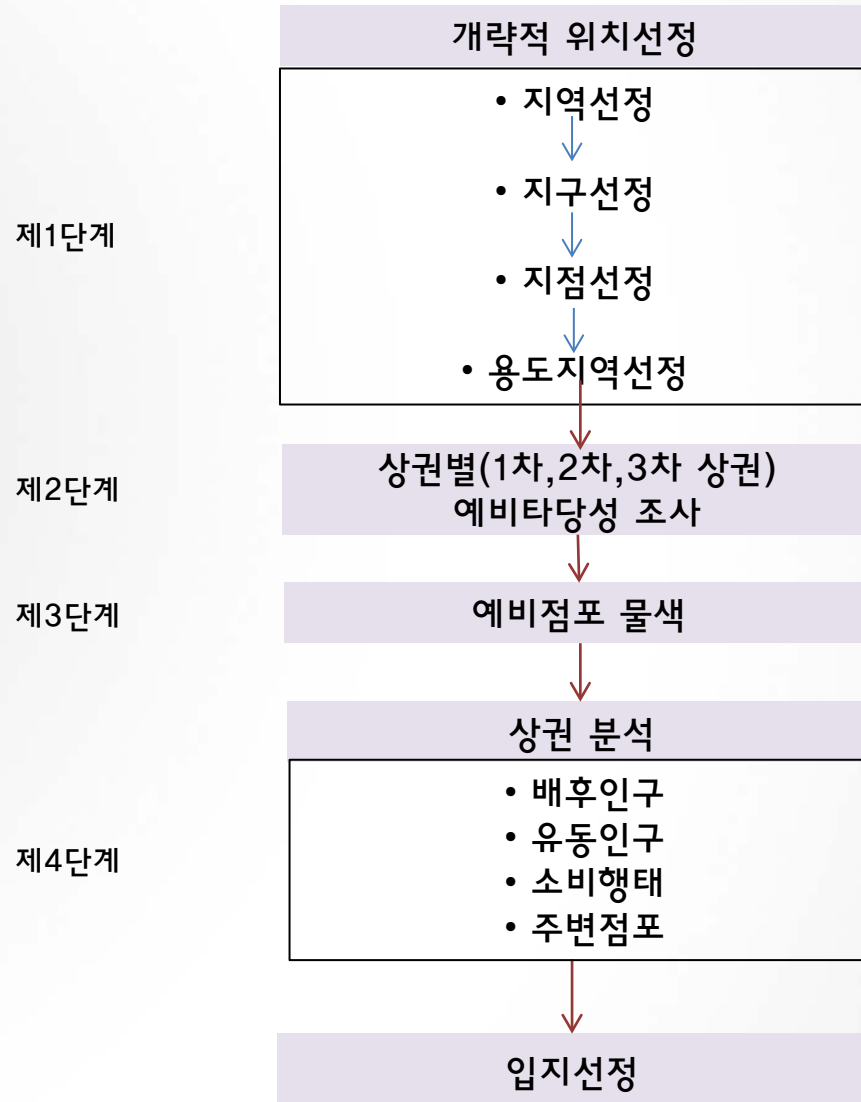 개략적 위치선정
• 지역선정
• 지구선정
제1단계
• 지점선정
• 용도지역선정
제2단계
상권별(1차,2차,3차 상권)
예비타당성 조사
제3단계
예비점포 물색
상권 분석
• 배후인구
• 유동인구
제4단계
• 소비행태
• 주변점포
입지선정